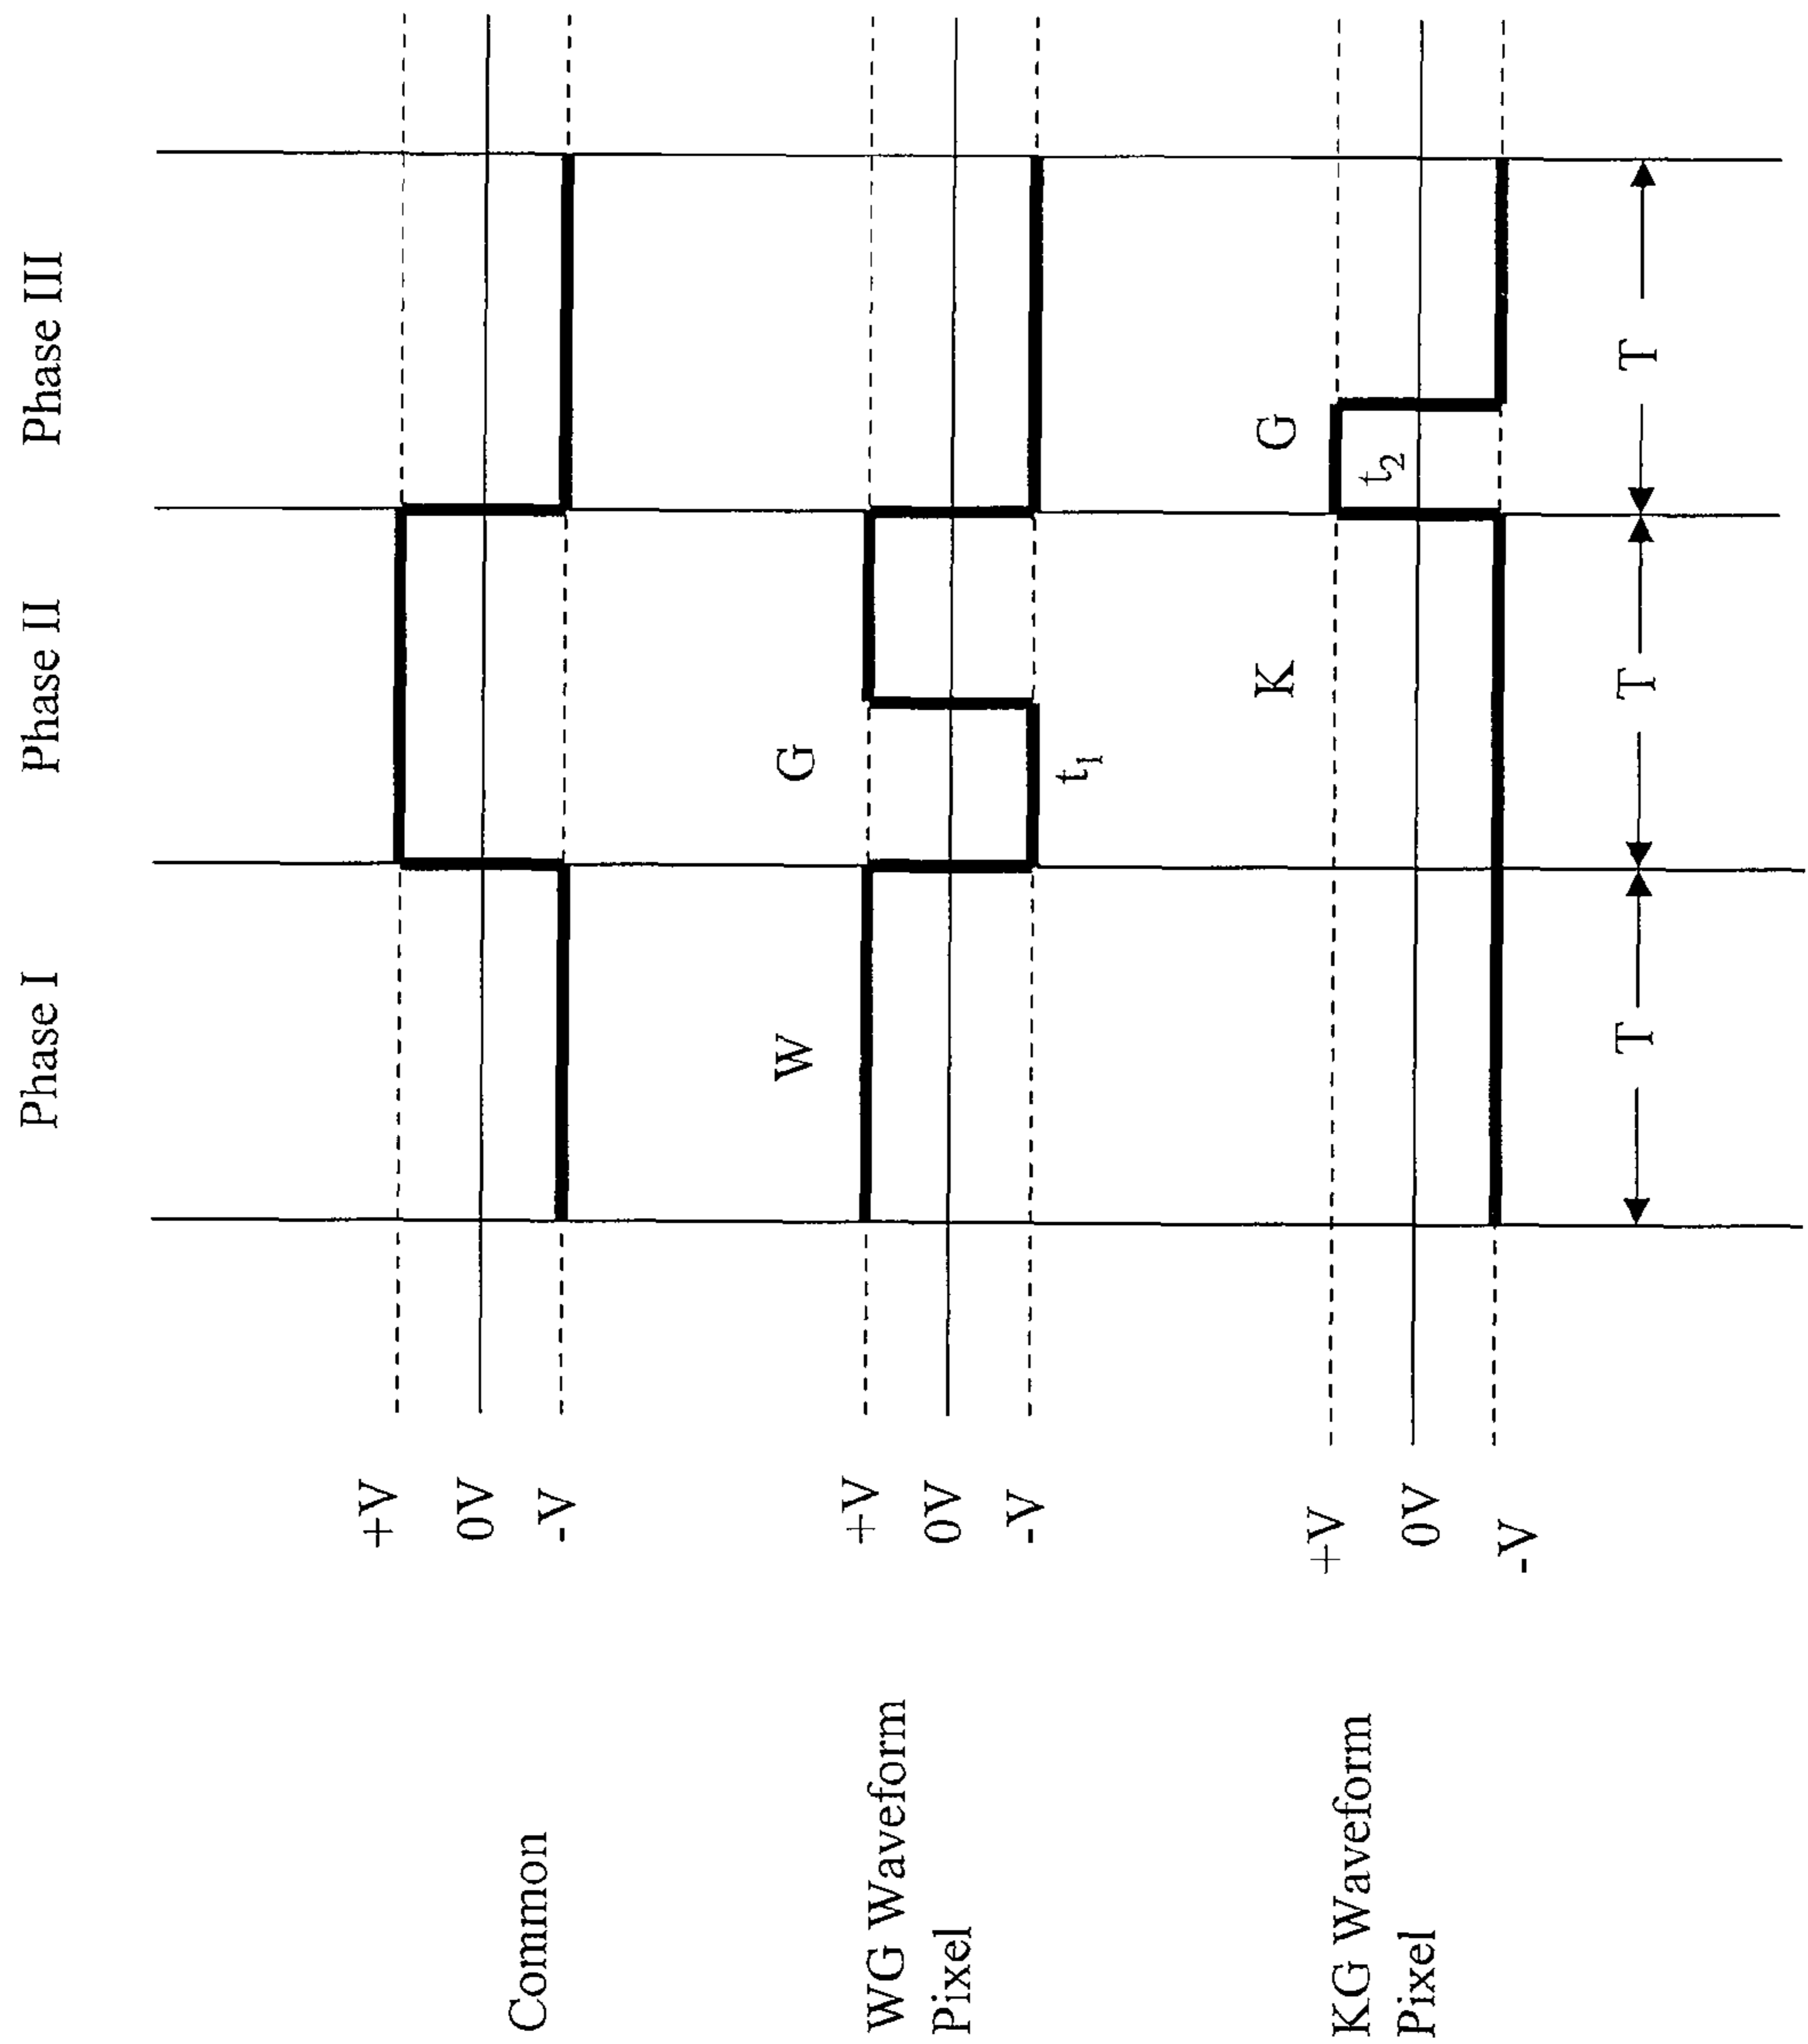 Phase I
Phase II
Phase III
Common
+V
0V
-V
WG Waveform
Pixel
+V
0V
-V
W
G
t₁
KG Waveform
Pixel
+V
0V
-V
K
G
t₂
T
T
T